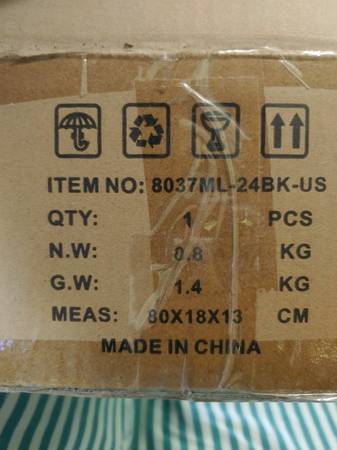 ITEM NO: 8037ML-24BK-US
QTY: 1 PCS
N.W: 0.8 KG
G.W: 1.4 KG
MEAS: 80X18X13 CM
MADE IN CHINA